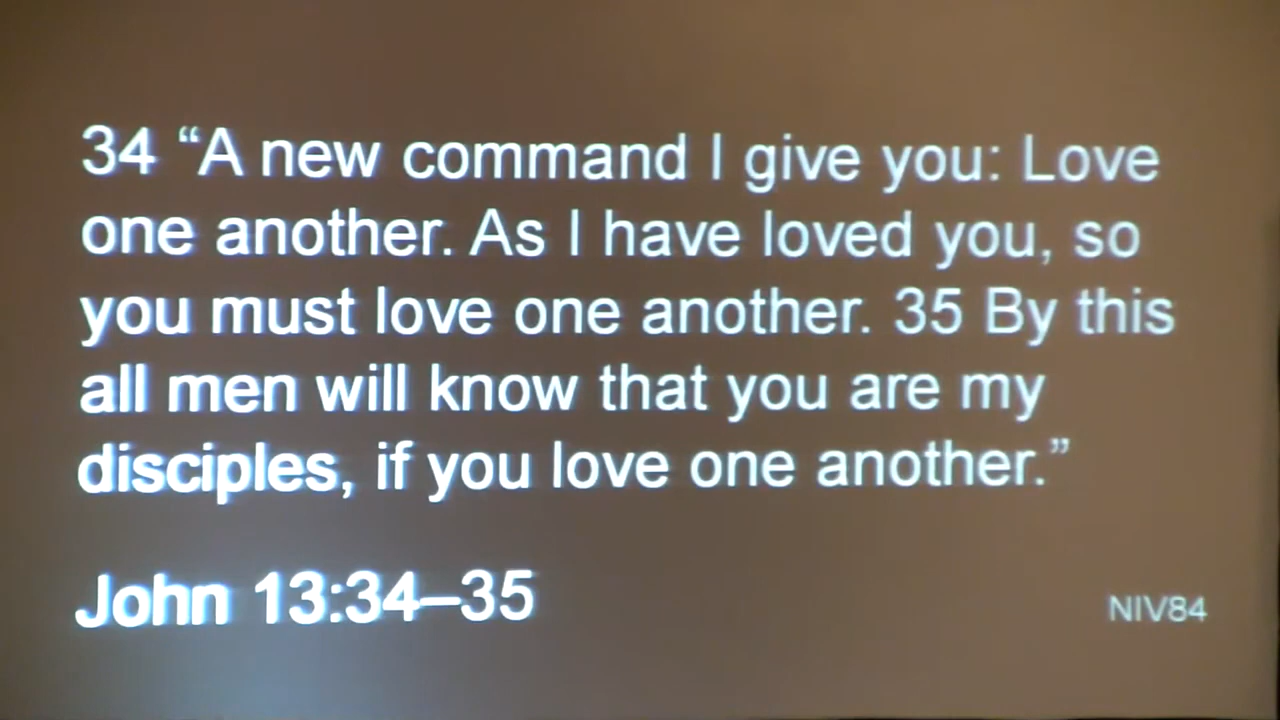 34 “A new command I give you: Love
one another. As I have loved you, so
you must love one another. 35 By this
all men will know that you are my
disciples, if you love one another.”
John 13:34–35
NIV84